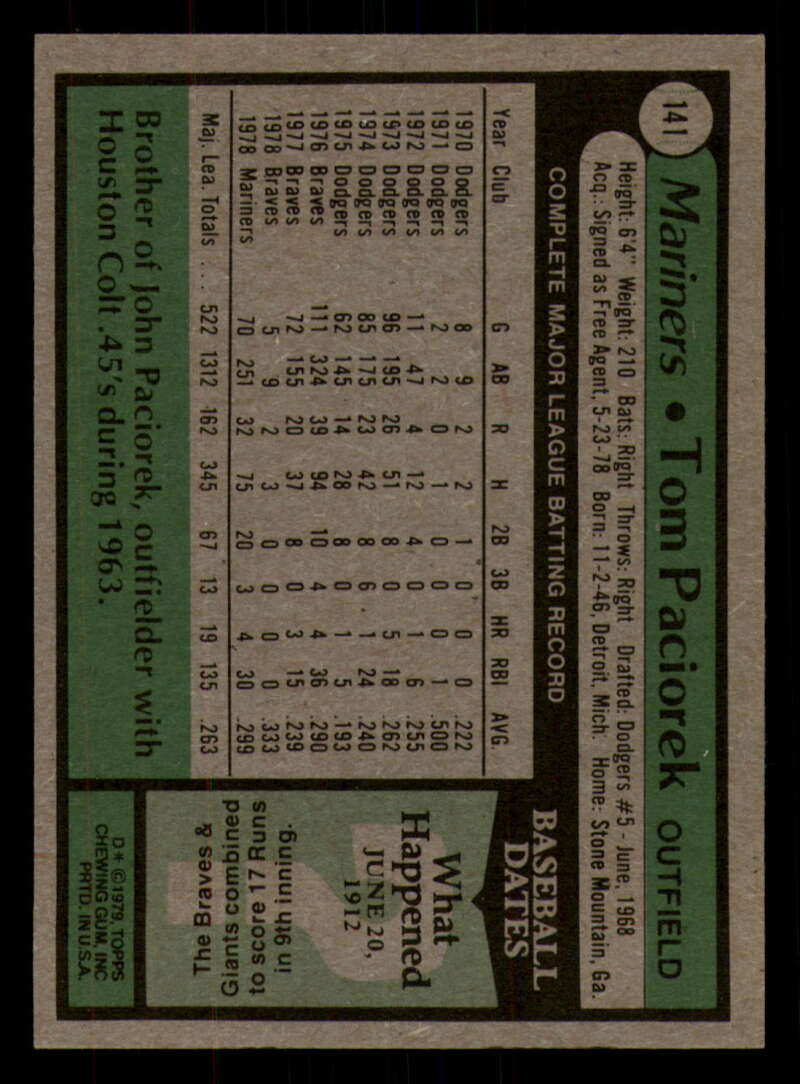 141
Mariners • Tom Paciorek OUTFIELD
Height: 6'4" Weight: 210 Bats: Right Throws: Right Drafted: Dodgers #5 - June, 1968
Acq.: Signed as Free Agent, 5-23-78 Born: 11-2-46, Detroit, Mich. Home: Stone Mountain, Ga.
COMPLETE MAJOR LEAGUE BATTING RECORD
Year Club G AB R H 2B 3B HR RBI AVG.
1970 Dodgers 8 9 2 2 1 0 0 0 .222
1971 Dodgers 2 2 0 1 0 0 0 1 .500
1972 Dodgers 11 47 4 12 4 0 1 6 .255
1973 Dodgers 96 195 26 51 8 0 5 18 .262
1974 Dodgers 85 175 23 42 8 6 1 24 .240
1975 Dodgers 62 145 14 28 8 0 1 5 .193
1976 Braves 111 324 39 94 10 4 4 36 .290
1977 Braves 72 155 20 37 8 0 3 15 .239
1978 Braves 5 9 2 3 0 0 0 0 .333
1978 Mariners 70 251 32 75 20 3 4 30 .299
Maj. Lea. Totals . . . 522 1312 162 345 67 13 19 135 .263
Brother of John Paciorek, outfielder with
Houston Colt .45's during 1963.
BASEBALL
DATES
What
Happened
JUNE 20,
1912
The Braves &
Giants combined
to score 17 Runs
in 9th inning.
D* ©1979, TOPPS
CHEWING GUM, INC
PRTD. IN U.S.A.